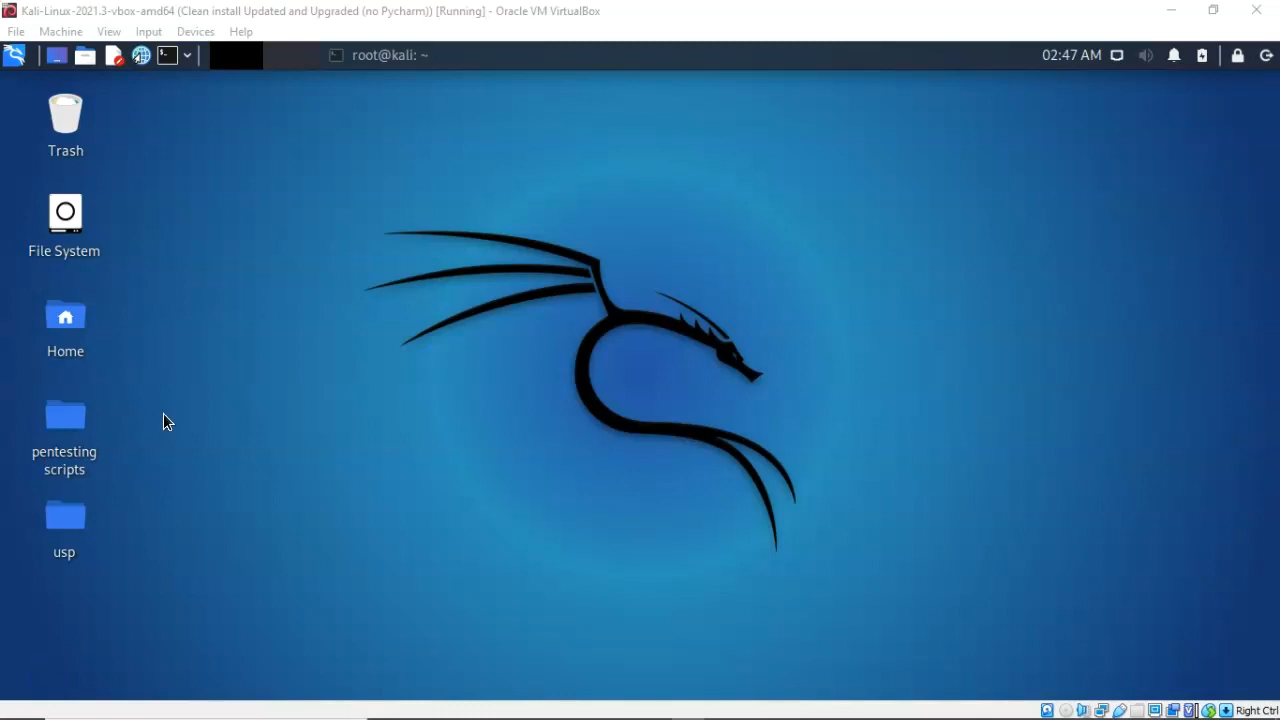 Kali-Linux-2021.3-vbox-amd64 (Clean install Updated and Upgraded (no Pycharm)) [Running] - Oracle VM VirtualBox
File Machine View Input Devices Help
root@kali: ~ 02:47 AM
Trash
File System
Home
pentesting
scripts
usp
Right Ctrl